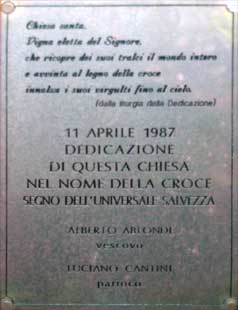 Chiesa santa,
Vigna eletta del Signore,
che ricopre dei suoi tralci il mondo intero
e avvinta al legno della croce
innalza i suoi virgulti fino al cielo.
(dalla liturgia della Dedicazione)
11 APRILE 1987
DEDICAZIONE
DI QUESTA CHIESA
NEL NOME DELLA CROCE
SEGNO DELL'UNIVERSALE SALVEZZA
ALBERTO ABLONDI
vescovo
LUCIANO CANTINI
parroco